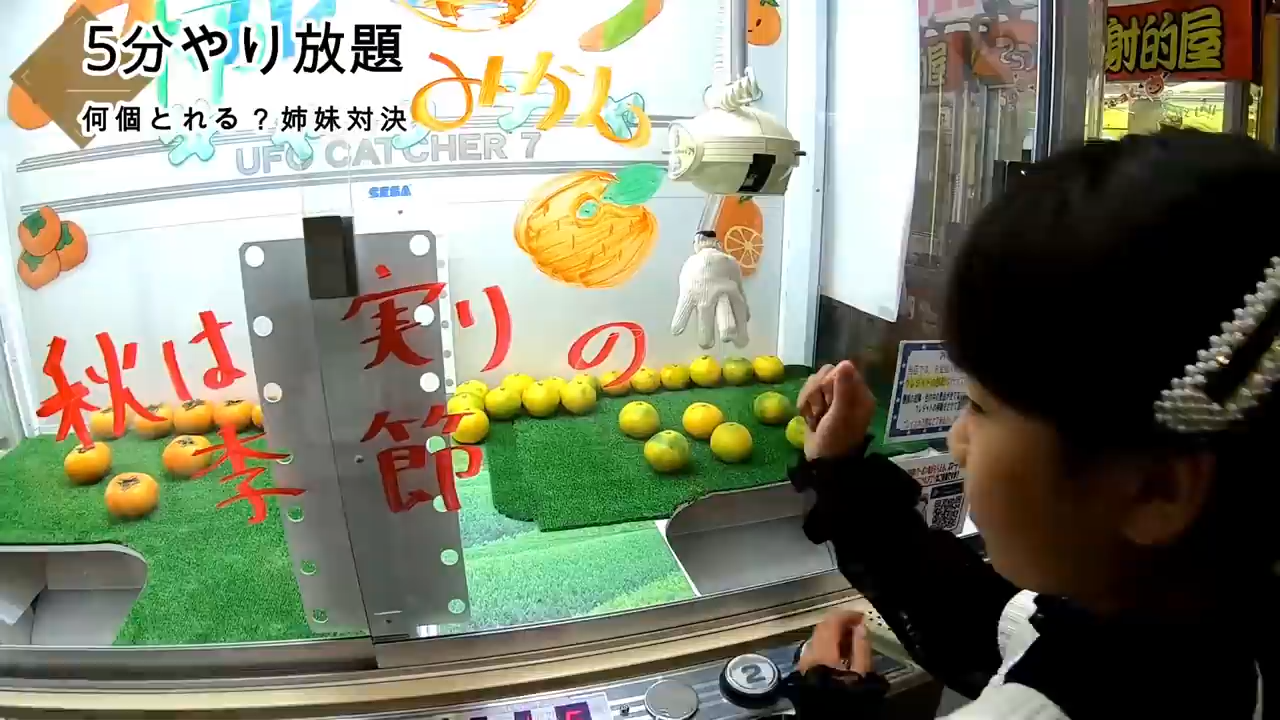 5分やり放題
何個とれる？姉妹対決
みかん
UFO CATCHER 7
SEGA
秋は実りの
季節
射的屋
2